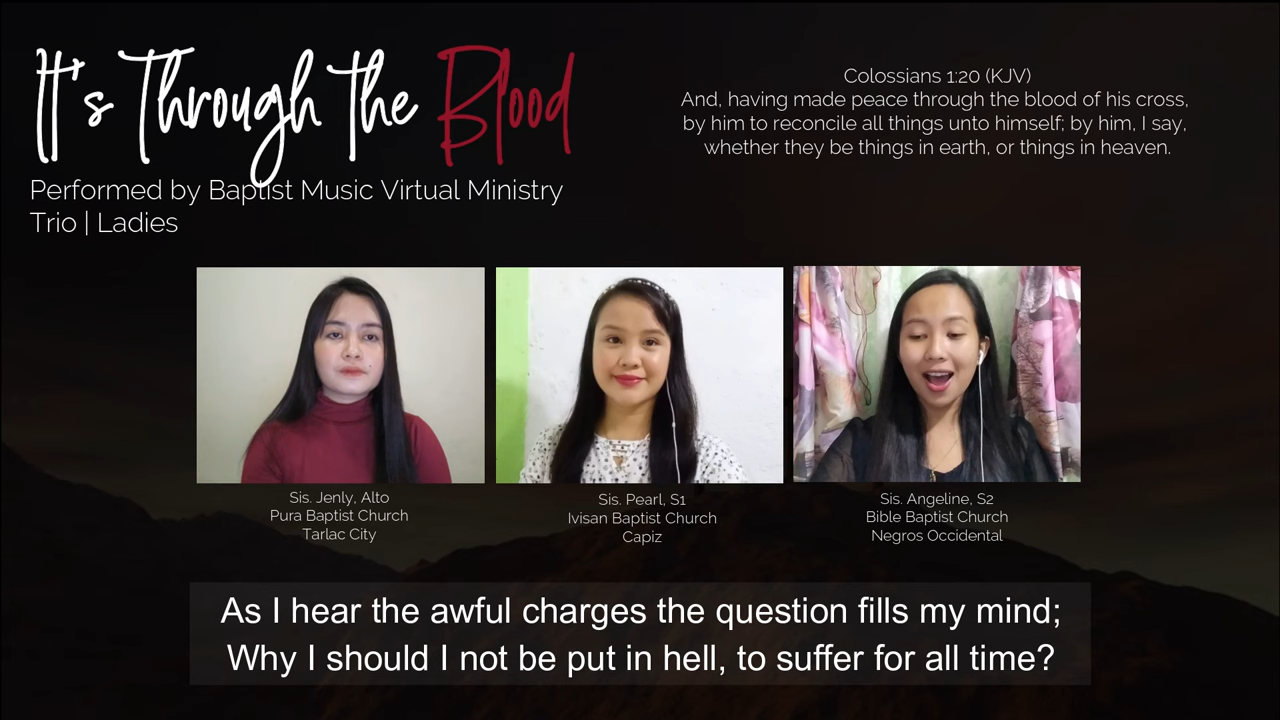 It's Through the Blood
Performed by Baptist Music Virtual Ministry
Trio | Ladies
Colossians 1:20 (KJV)
And, having made peace through the blood of his cross,
by him to reconcile all things unto himself; by him, I say,
whether they be things in earth, or things in heaven.
Sis. Jenly, Alto
Pura Baptist Church
Tarlac City
Sis. Pearl, S1
Ivisan Baptist Church
Capiz
Sis. Angeline, S2
Bible Baptist Church
Negros Occidental
As I hear the awful charges the question fills my mind;
Why I should I not be put in hell, to suffer for all time?